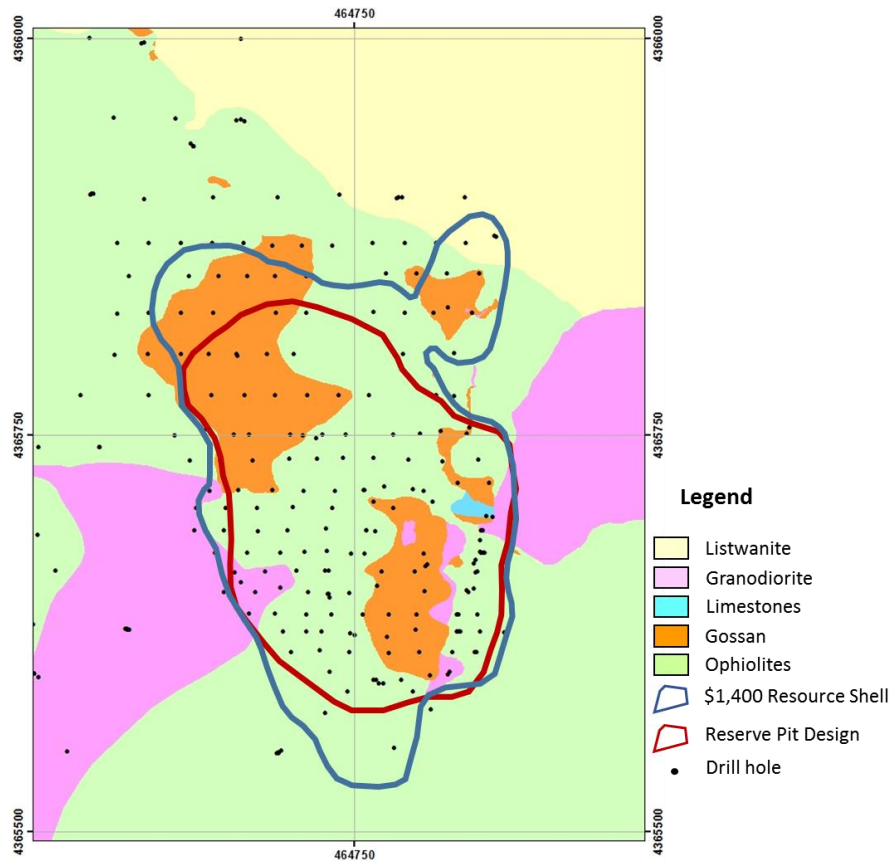 464750
4366000
4366000
4365750
4365750
Legend
Listwanite
Granodiorite
Limestones
Gossan
Ophiolites
$1,400 Resource Shell
Reserve Pit Design
Drill hole
4365500
4365500
464750